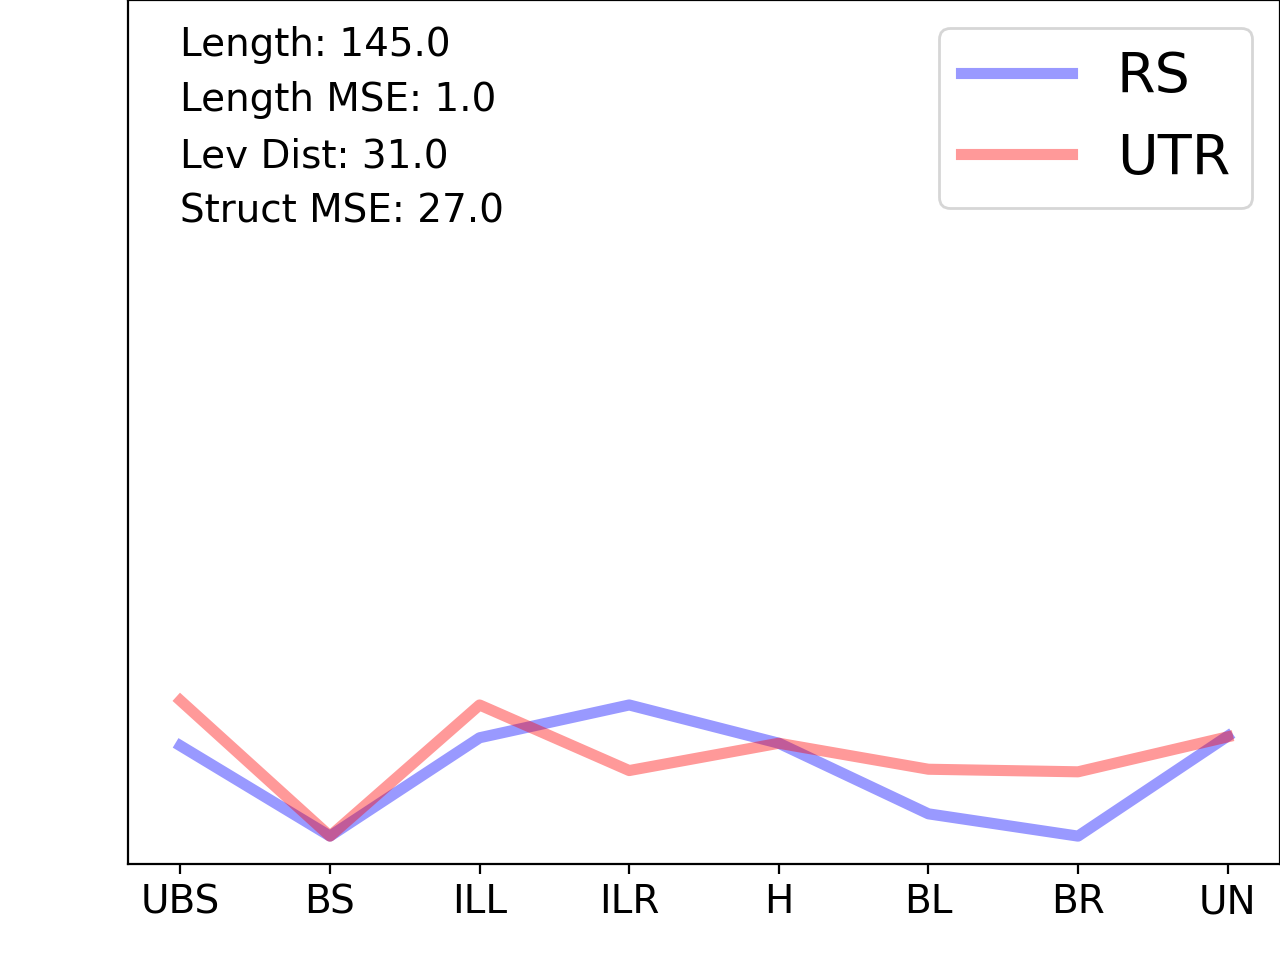 Length: 145.0
Length MSE: 1.0
Lev Dist: 31.0
Struct MSE: 27.0
RS
UTR
UBS BS ILL ILR H BL BR UN